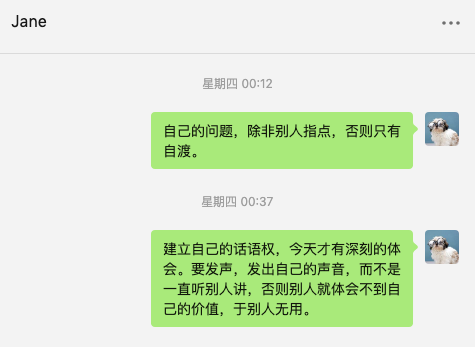 Jane
星期四 00:12
自己的问题，除非别人指点，否则只有
自渡。
星期四 00:37
建立自己的话语权，今天才有深刻的体
会。要发声，发出自己的声音，而不是
一直听别人讲，否则别人就体会不到自
己的价值，于别人无用。